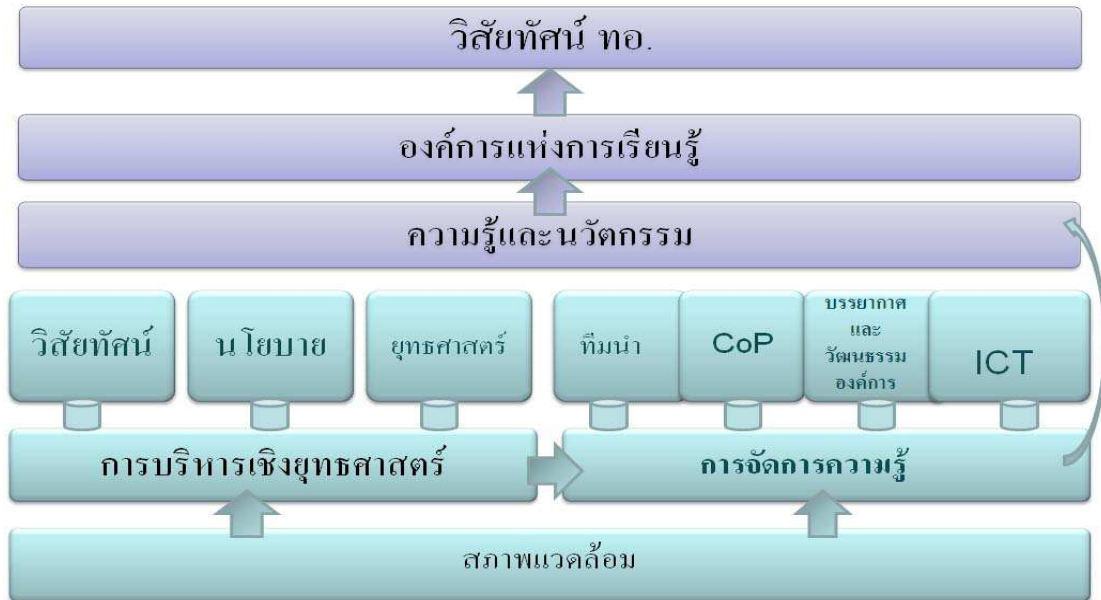 วิสัยทัศน์ ทอ.
องค์การแห่งการเรียนรู้
ความรู้และนวัตกรรม
วิสัยทัศน์
นโยบาย
ยุทธศาสตร์
ทีมนำ
CoP
บรรยากาศ
และ
วัฒนธรรม
องค์การ
ICT
การบริหารเชิงยุทธศาสตร์
การจัดการความรู้
สภาพแวดล้อม